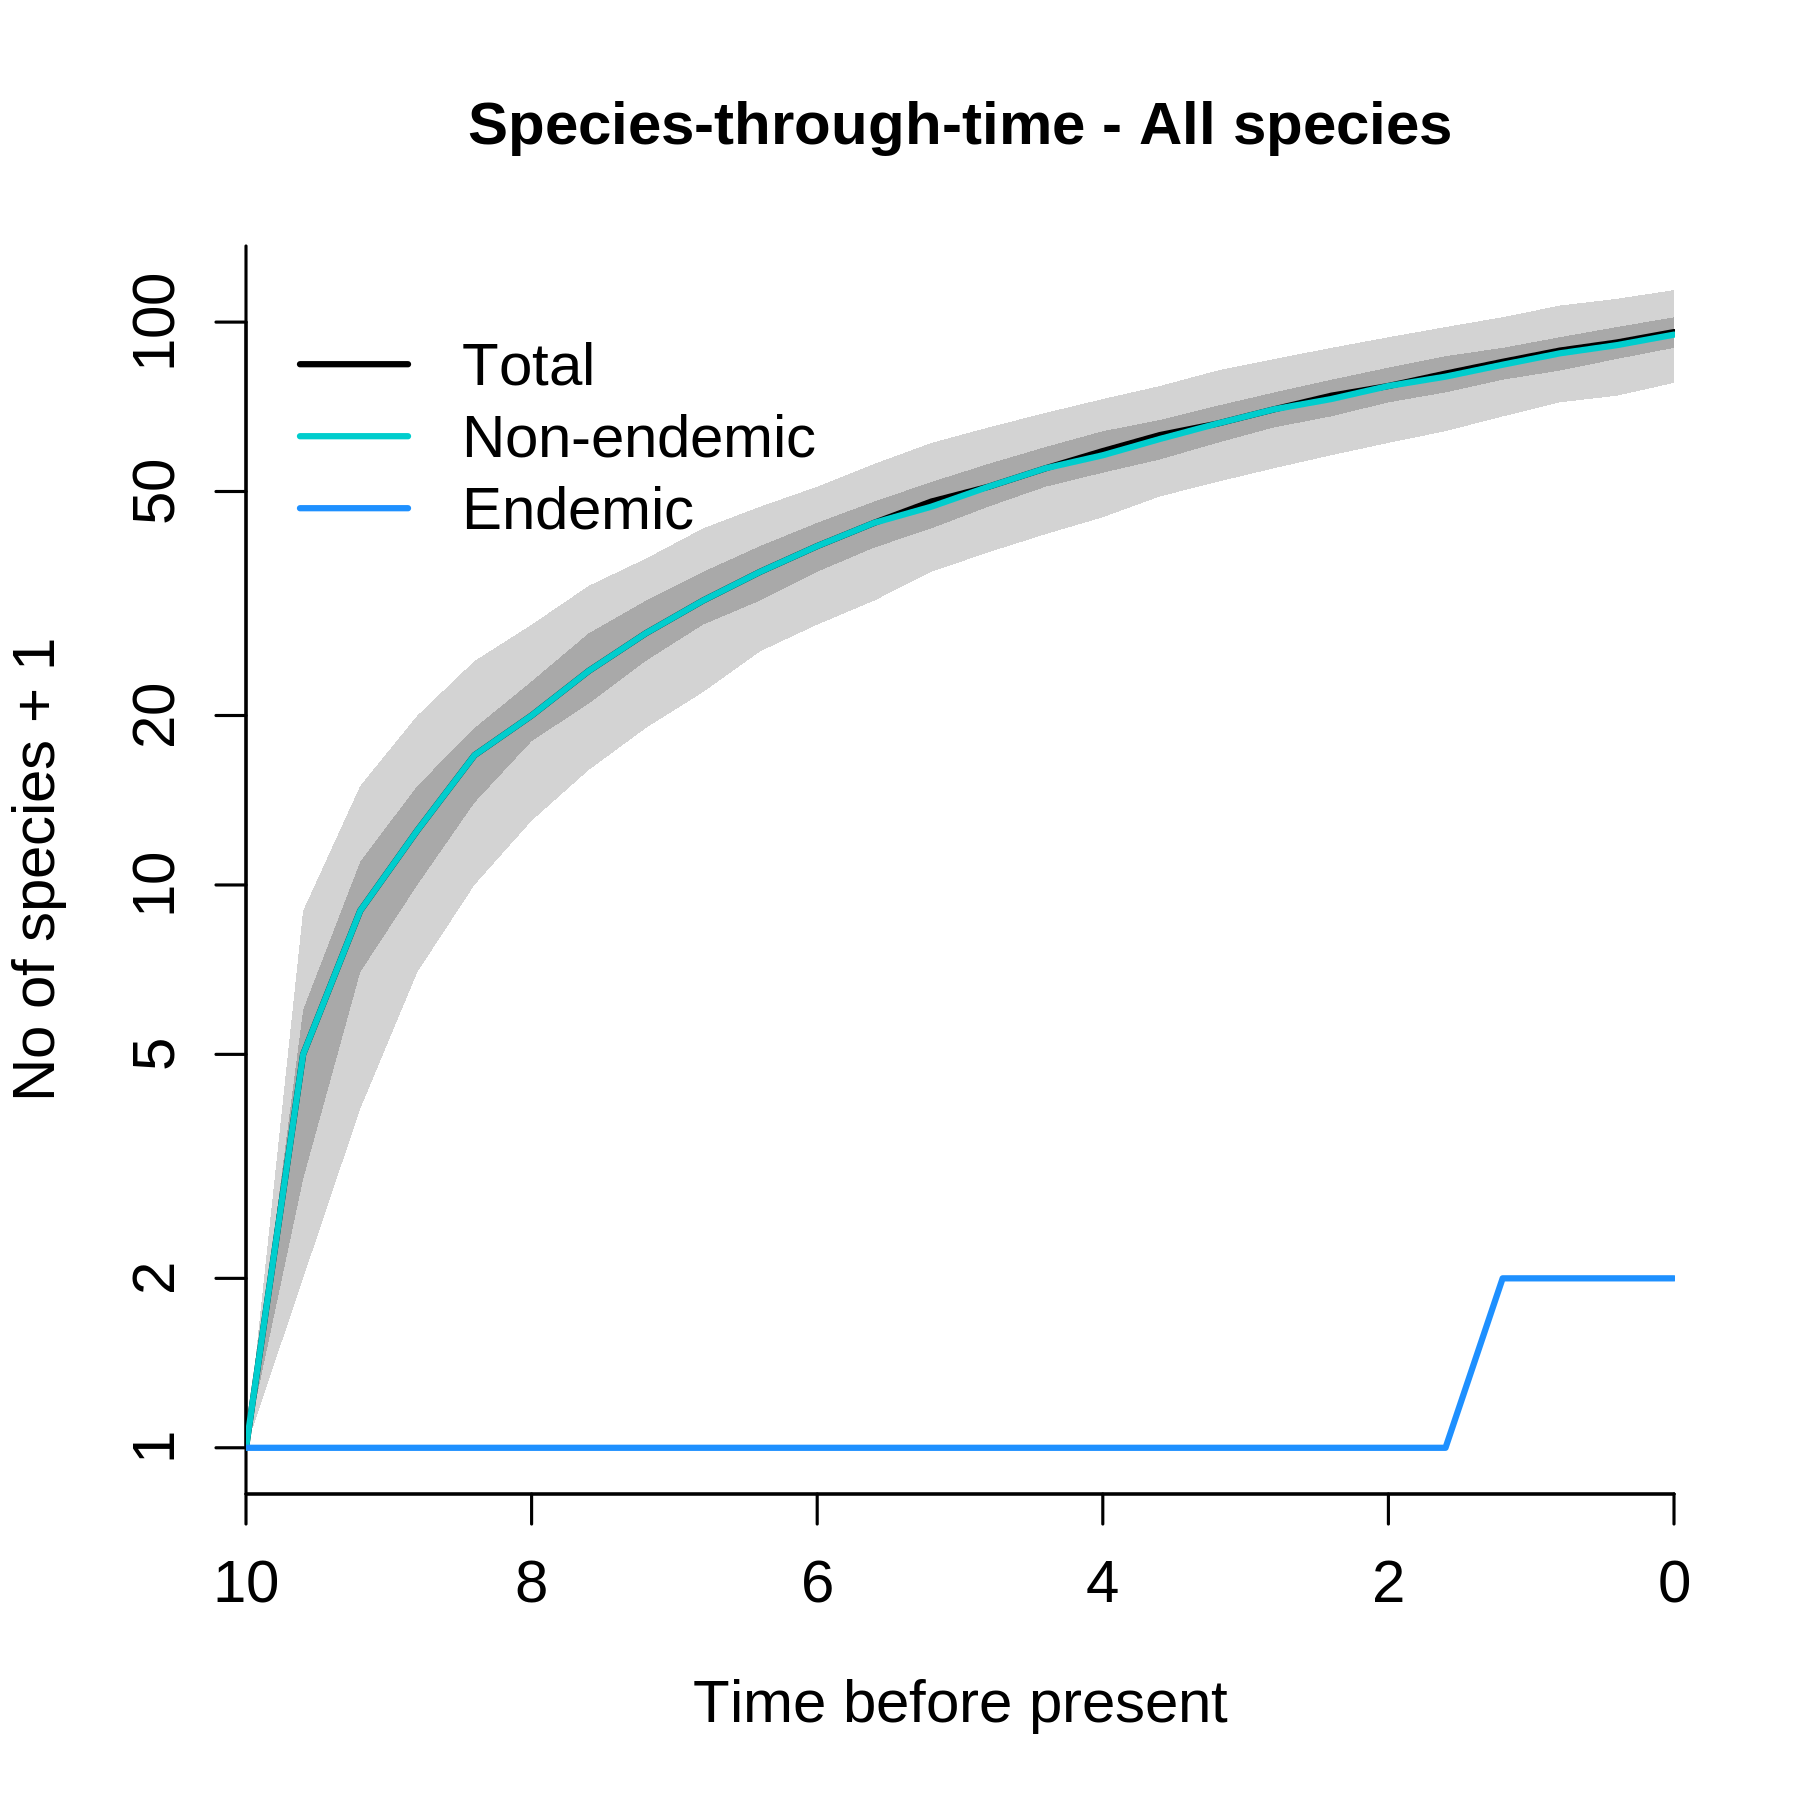 Species-through-time - All species
No of species + 1
100
50
20
10
5
2
1
Total
Non-endemic
Endemic
10 8 6 4 2 0
Time before present